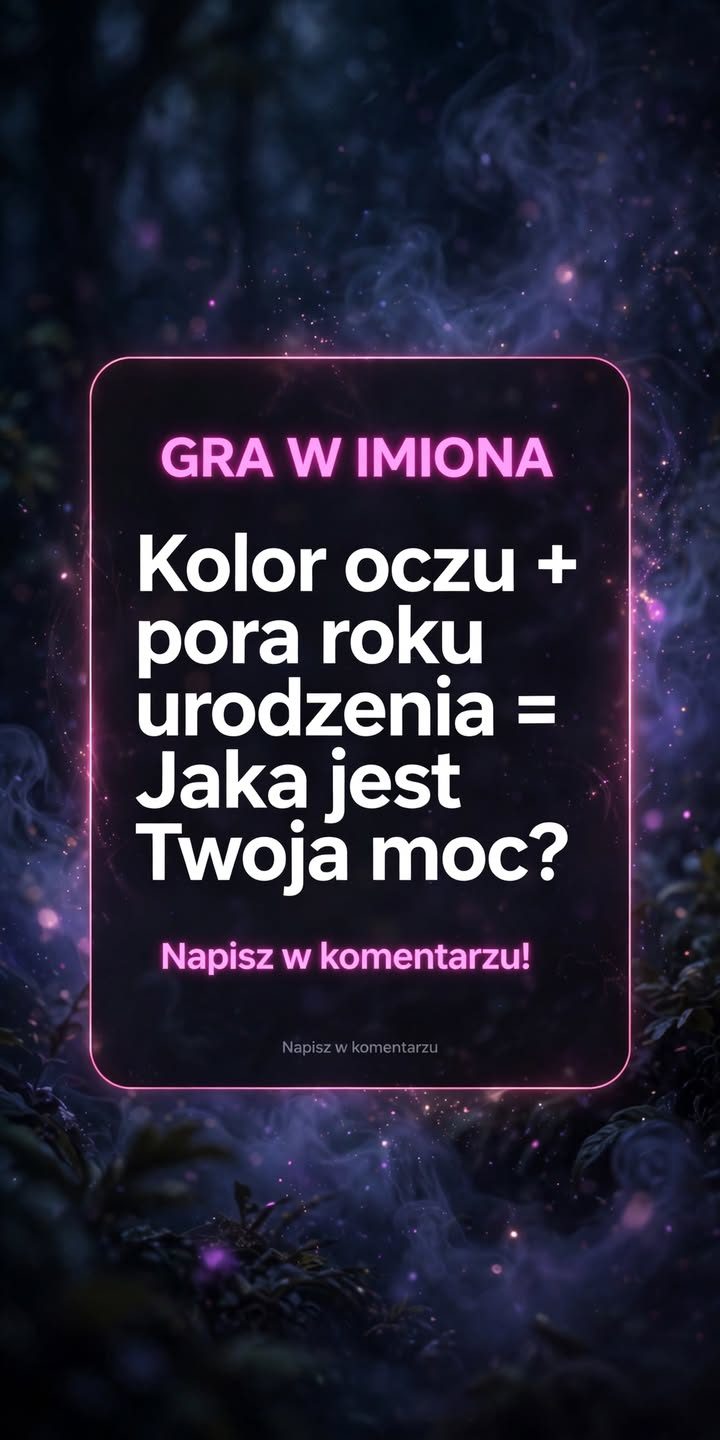 GRA W IMIONA
Kolor oczu +
pora roku
urodzenia =
Jaka jest
Twoja moc?
Napisz w komentarzu!
Napisz w komentarzu